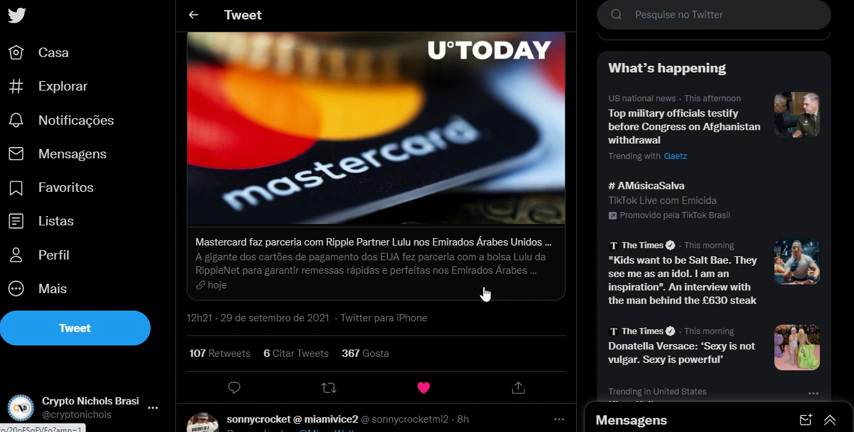 Tweet
Pesquise no Twitter
Casa
Explorar
Notificações
Mensagens
Favoritos
Listas
Perfil
Mais
Tweet
Crypto Nichols Brasi
@cryptonichols
U°TODAY
mastercard
Mastercard faz parceria com Ripple Partner Lulu nos Emirados Árabes Unidos ...
A gigante dos cartões de pagamento dos EUA fez parceria com a bolsa Lulu da
RippleNet para garantir remessas rápidas e perfeitas nos Emirados Árabes ...
hoje
12h21 · 29 de setembro de 2021 · Twitter para iPhone
107 Retweets 6 Citar Tweets 367 Gosta
sonnycrocket @ miamivice2 @ sonnycrocketmi2 · 8h
What's happening
US national news · This afternoon
Top military officials testify
before Congress on Afghanistan
withdrawal
Trending with Gaetz
# AMúsicaSalva
TikTok Live com Emicida
Promovido pela TikTok Brasil
The Times · This morning
"Kids want to be Salt Bae. They
see me as an idol. I am an
inspiration". An interview with
the man behind the £630 steak
The Times · This morning
Donatella Versace: ‘Sexy is not
vulgar. Sexy is powerful’
Trending in United States
Mensagens